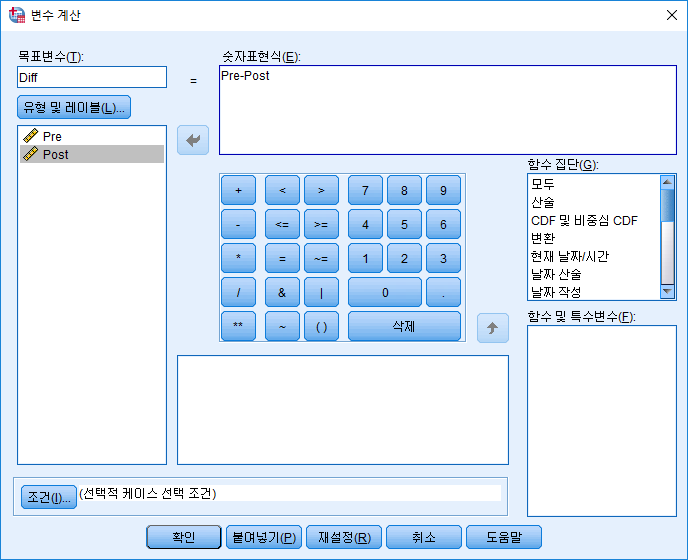 변수 계산
목표변수(T):
숫자표현식(E):
Diff
=
Pre-Post
유형 및 레이블(L)...
Pre
Post
함수 집단(G):
모두
산술
CDF 및 비중심 CDF
변환
현재 날짜/시간
날짜 산술
날짜 작성
+ < > 7 8 9
- <= >= 4 5 6
* = ~= 1 2 3
/ & | 0 .
** ~ ( ) 삭제
함수 및 특수변수(F):
조건(I)...
(선택적 케이스 선택 조건)
확인
붙여넣기(P)
재설정(R)
취소
도움말